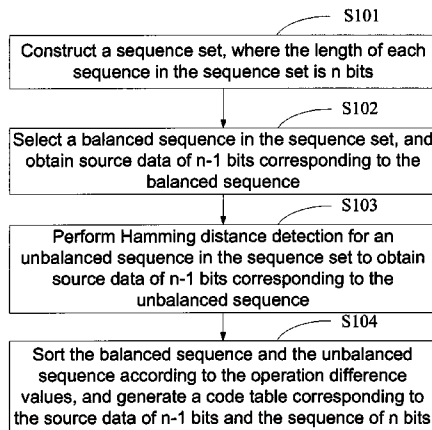 S101
Construct a sequence set, where the length of each
sequence in the sequence set is n bits
S102
Select a balanced sequence in the sequence set, and
obtain source data of n-1 bits corresponding to the
balanced sequence
S103
Perform Hamming distance detection for an
unbalanced sequence in the sequence set to obtain
source data of n-1 bits corresponding to the
unbalanced sequence
S104
Sort the balanced sequence and the unbalanced
sequence according to the operation difference
values, and generate a code table corresponding to
the source data of n-1 bits and the sequence of n bits